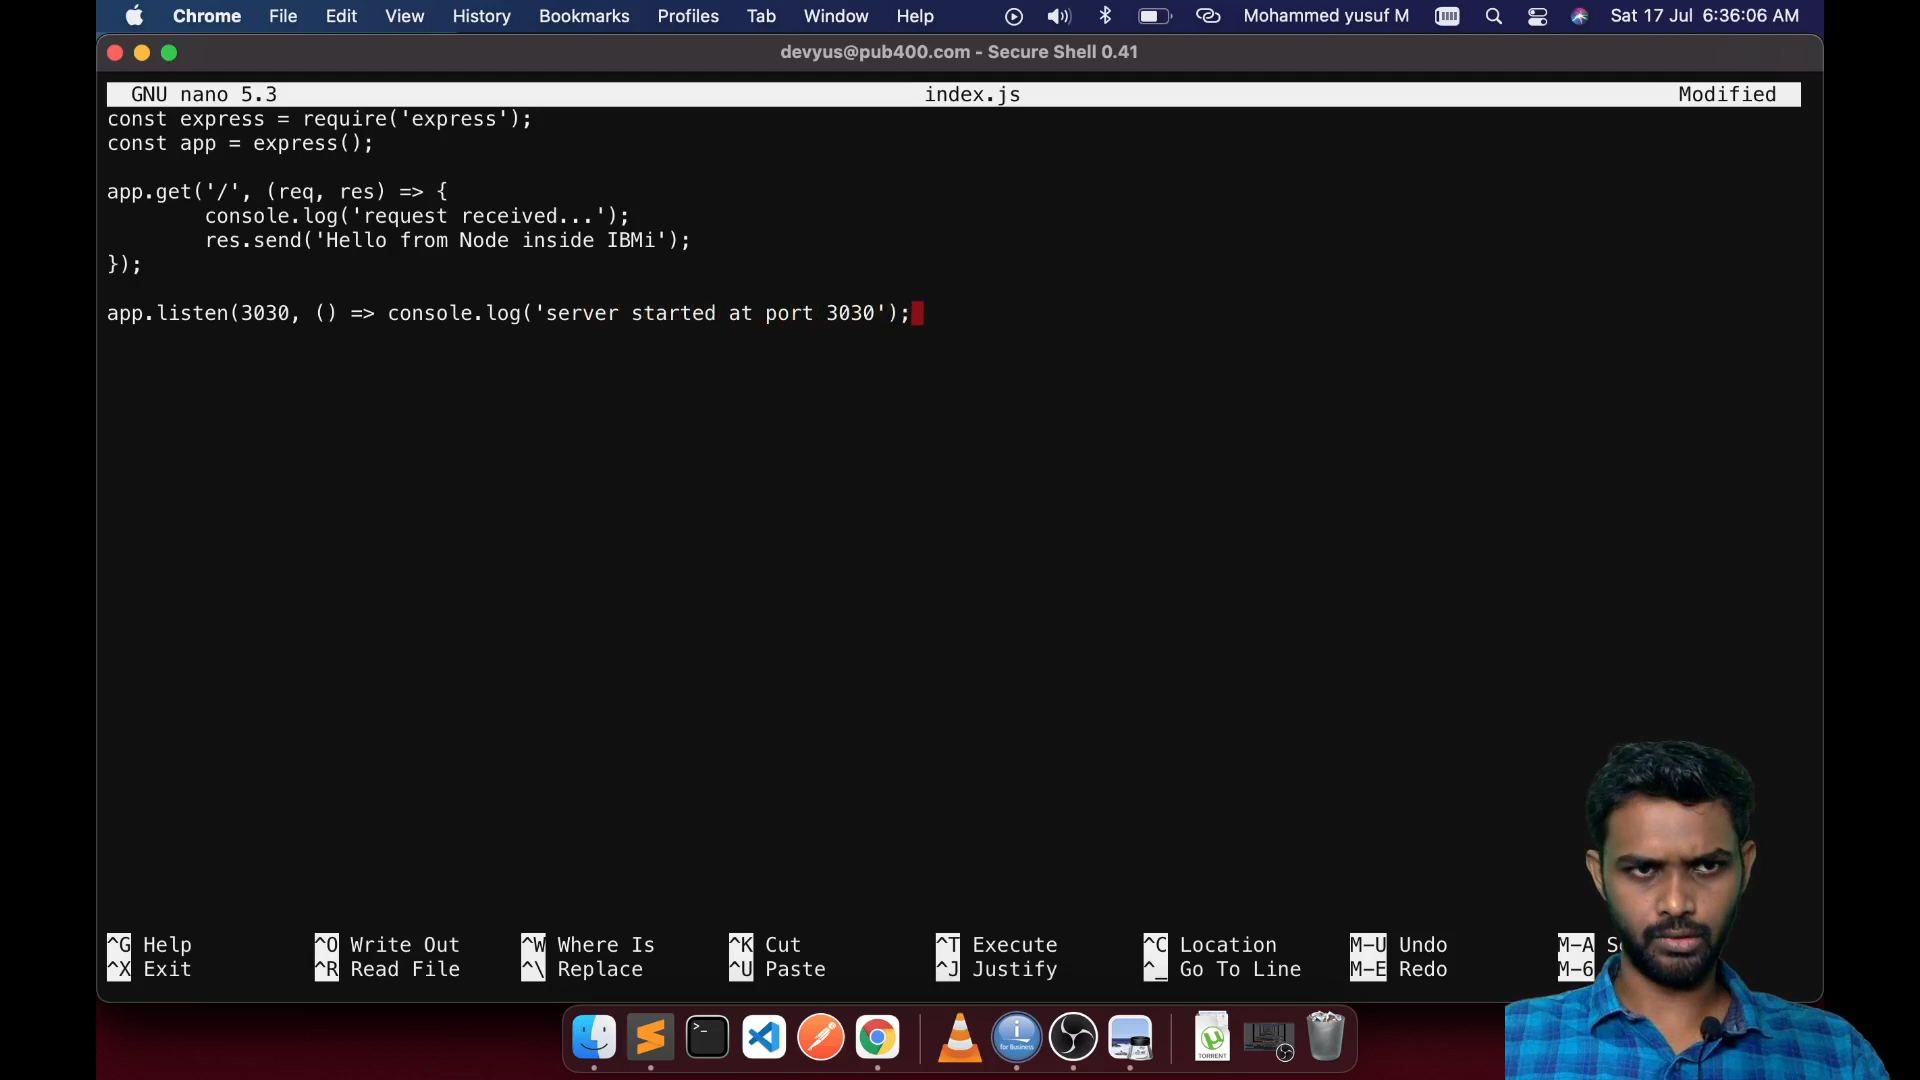 Chrome File Edit View History Bookmarks Profiles Tab Window Help Mohammed yusuf M Sat 17 Jul 6:36:06 AM
devyus@pub400.com - Secure Shell 0.41
GNU nano 5.3 index.js Modified
const express = require('express');
const app = express();
app.get('/', (req, res) => {
console.log('request received...');
res.send('Hello from Node inside IBMi');
});
app.listen(3030, () => console.log('server started at port 3030');
^G Help ^O Write Out ^W Where Is ^K Cut ^T Execute ^C Location M-U Undo M-A
^X Exit ^R Read File ^\ Replace ^U Paste ^J Justify ^_ Go To Line M-E Redo M-6
>_
i
for Business
TORRENT